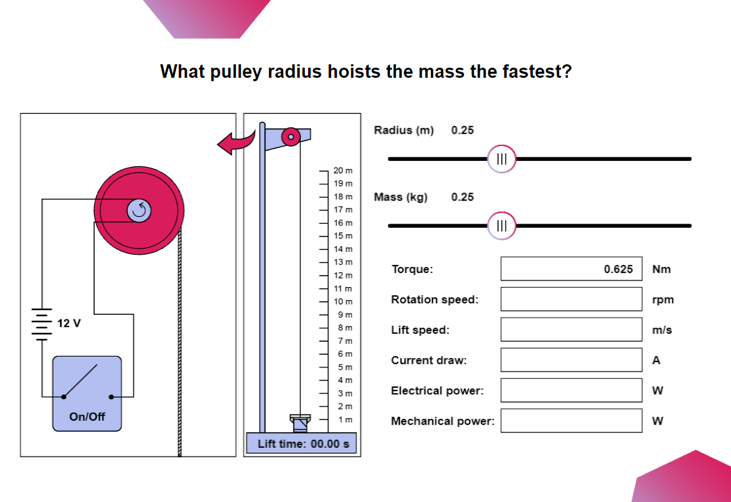 What pulley radius hoists the mass the fastest?
12 V
On/Off
20 m
19 m
18 m
17 m
16 m
15 m
14 m
13 m
12 m
11 m
10 m
9 m
8 m
7 m
6 m
5 m
4 m
3 m
2 m
1 m
Lift time: 00.00 s
Radius (m) 0.25
Mass (kg) 0.25
Torque: 0.625 Nm
Rotation speed: rpm
Lift speed: m/s
Current draw: A
Electrical power: W
Mechanical power: W